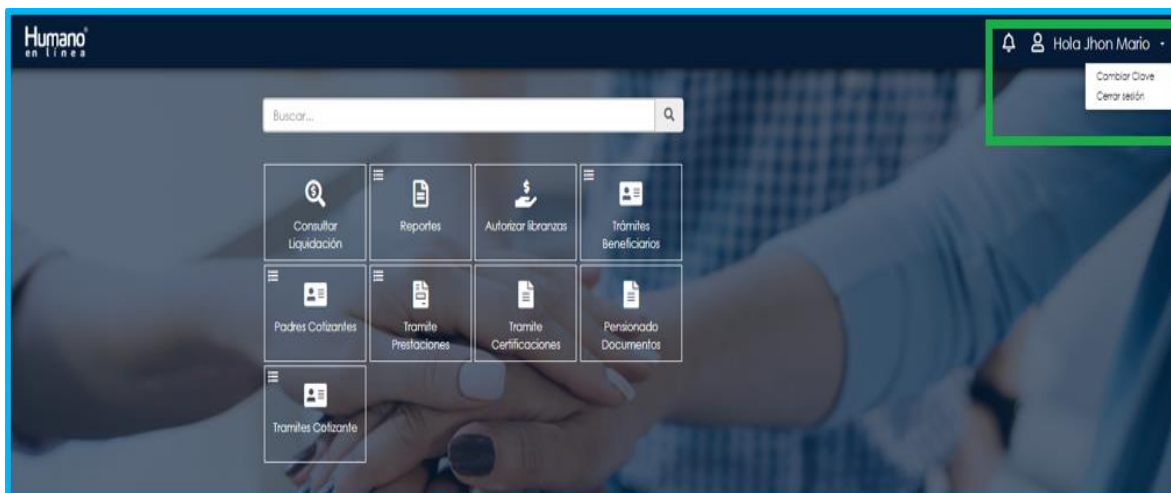 Humano
en línea
Hola Jhon Mario
Cambiar Clave
Cerrar sesión
Buscar...
Consultar
Liquidación
Reportes
Autorizar libranzas
Trámites
Beneficiarios
Padres Cotizantes
Tramite
Prestaciones
Tramite
Certificaciones
Pensionado
Documentos
Tramites Cotizante